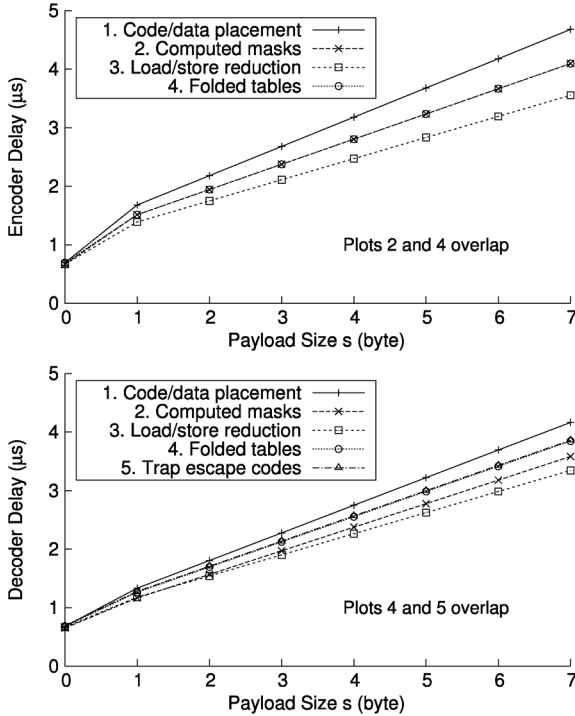 5
4
3
2
1
0
Encoder Delay (µs)
1. Code/data placement
2. Computed masks
3. Load/store reduction
4. Folded tables
Plots 2 and 4 overlap
0 1 2 3 4 5 6 7
Payload Size s (byte)
5
4
3
2
1
0
Decoder Delay (µs)
1. Code/data placement
2. Computed masks
3. Load/store reduction
4. Folded tables
5. Trap escape codes
Plots 4 and 5 overlap
0 1 2 3 4 5 6 7
Payload Size s (byte)